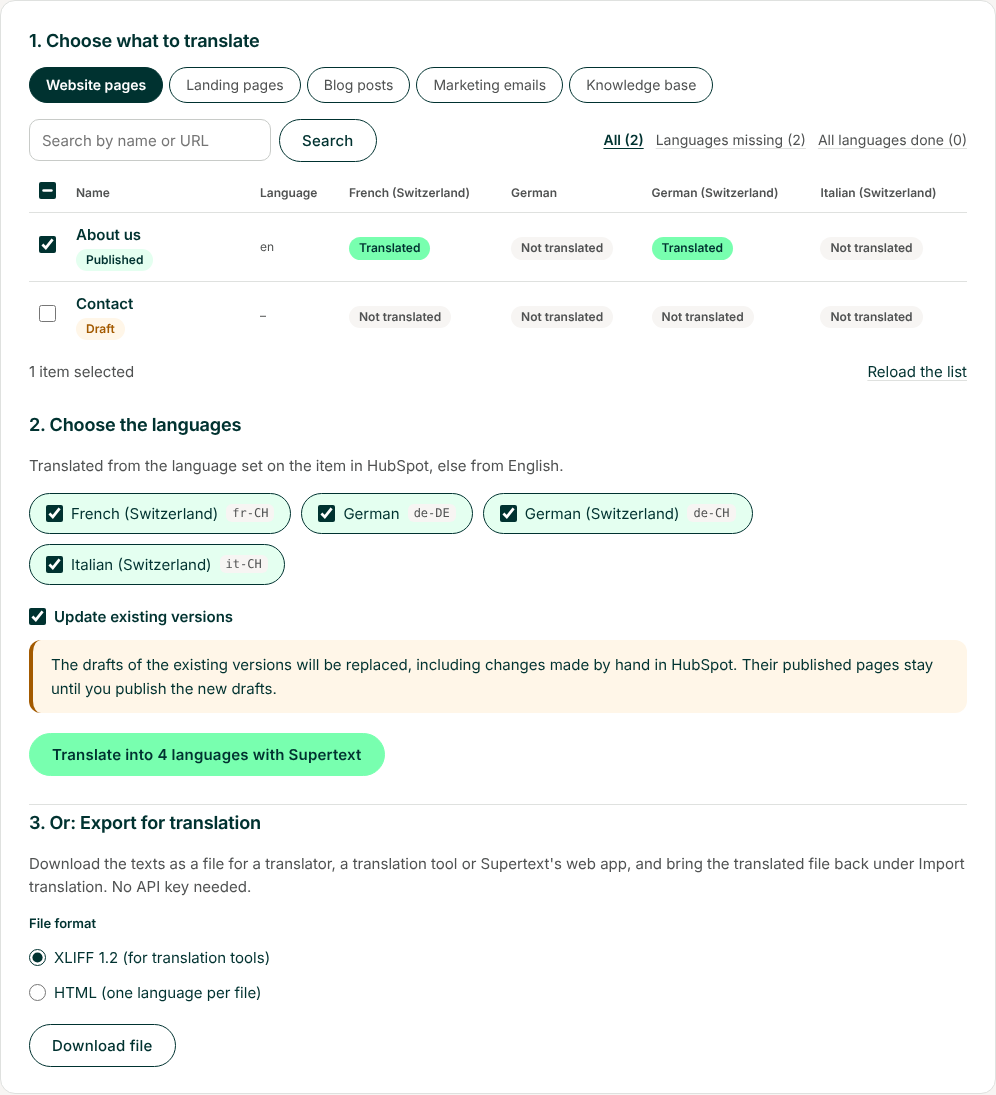 1. Choose what to translate
Website pages
Landing pages
Blog posts
Marketing emails
Knowledge base
Search by name or URL
Search
All (2)
Languages missing (2)
All languages done (0)
Name
Language
French (Switzerland)
German
German (Switzerland)
Italian (Switzerland)
About us
Published
en
Translated
Not translated
Translated
Not translated
Contact
Draft
–
Not translated
Not translated
Not translated
Not translated
1 item selected
Reload the list
2. Choose the languages
Translated from the language set on the item in HubSpot, else from English.
French (Switzerland) fr-CH
German de-DE
German (Switzerland) de-CH
Italian (Switzerland) it-CH
Update existing versions
The drafts of the existing versions will be replaced, including changes made by hand in HubSpot. Their published pages stay
until you publish the new drafts.
Translate into 4 languages with Supertext
3. Or: Export for translation
Download the texts as a file for a translator, a translation tool or Supertext's web app, and bring the translated file back under Import
translation. No API key needed.
File format
XLIFF 1.2 (for translation tools)
HTML (one language per file)
Download file